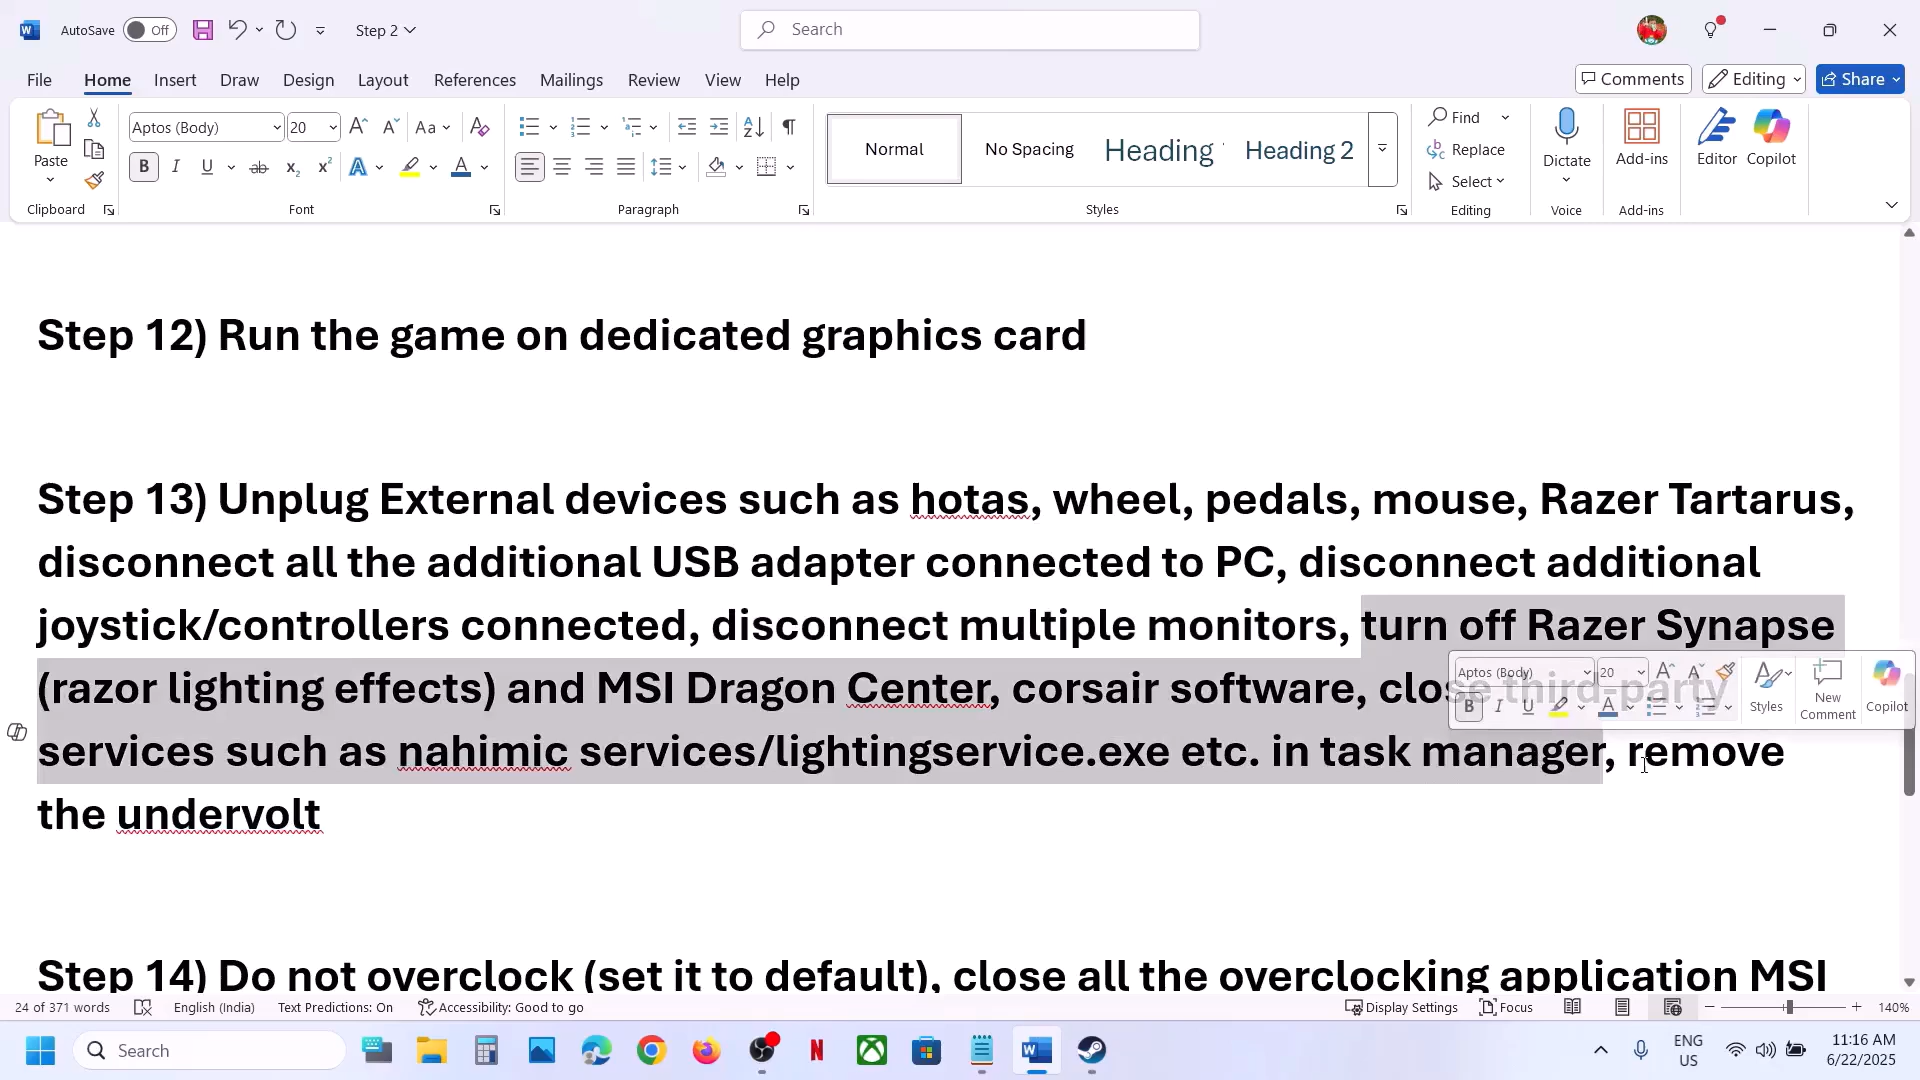 AutoSave
Off
Step 2
Search
File
Home
Insert
Draw
Design
Layout
References
Mailings
Review
View
Help
Comments
Editing
Share
Paste
Clipboard
Aptos (Body)
20
Font
Paragraph
Normal
No Spacing
Heading
Heading 2
Styles
Find
Replace
Select
Editing
Dictate
Voice
Add-ins
Add-ins
Editor
Copilot
Step 12) Run the game on dedicated graphics card
Step 13) Unplug External devices such as hotas, wheel, pedals, mouse, Razer Tartarus,
disconnect all the additional USB adapter connected to PC, disconnect additional
joystick/controllers connected, disconnect multiple monitors, turn off Razer Synapse
(razor lighting effects) and MSI Dragon Center, corsair software, close third-party
services such as nahimic services/lightingservice.exe etc. in task manager, remove
the undervolt
Aptos (Body)
20
Styles
New
Comment
Copilot
Step 14) Do not overclock (set it to default), close all the overclocking application MSI
24 of 371 words
English (India)
Text Predictions: On
Accessibility: Good to go
Display Settings
Focus
140%
Search
ENG
US
11:16 AM
6/22/2025